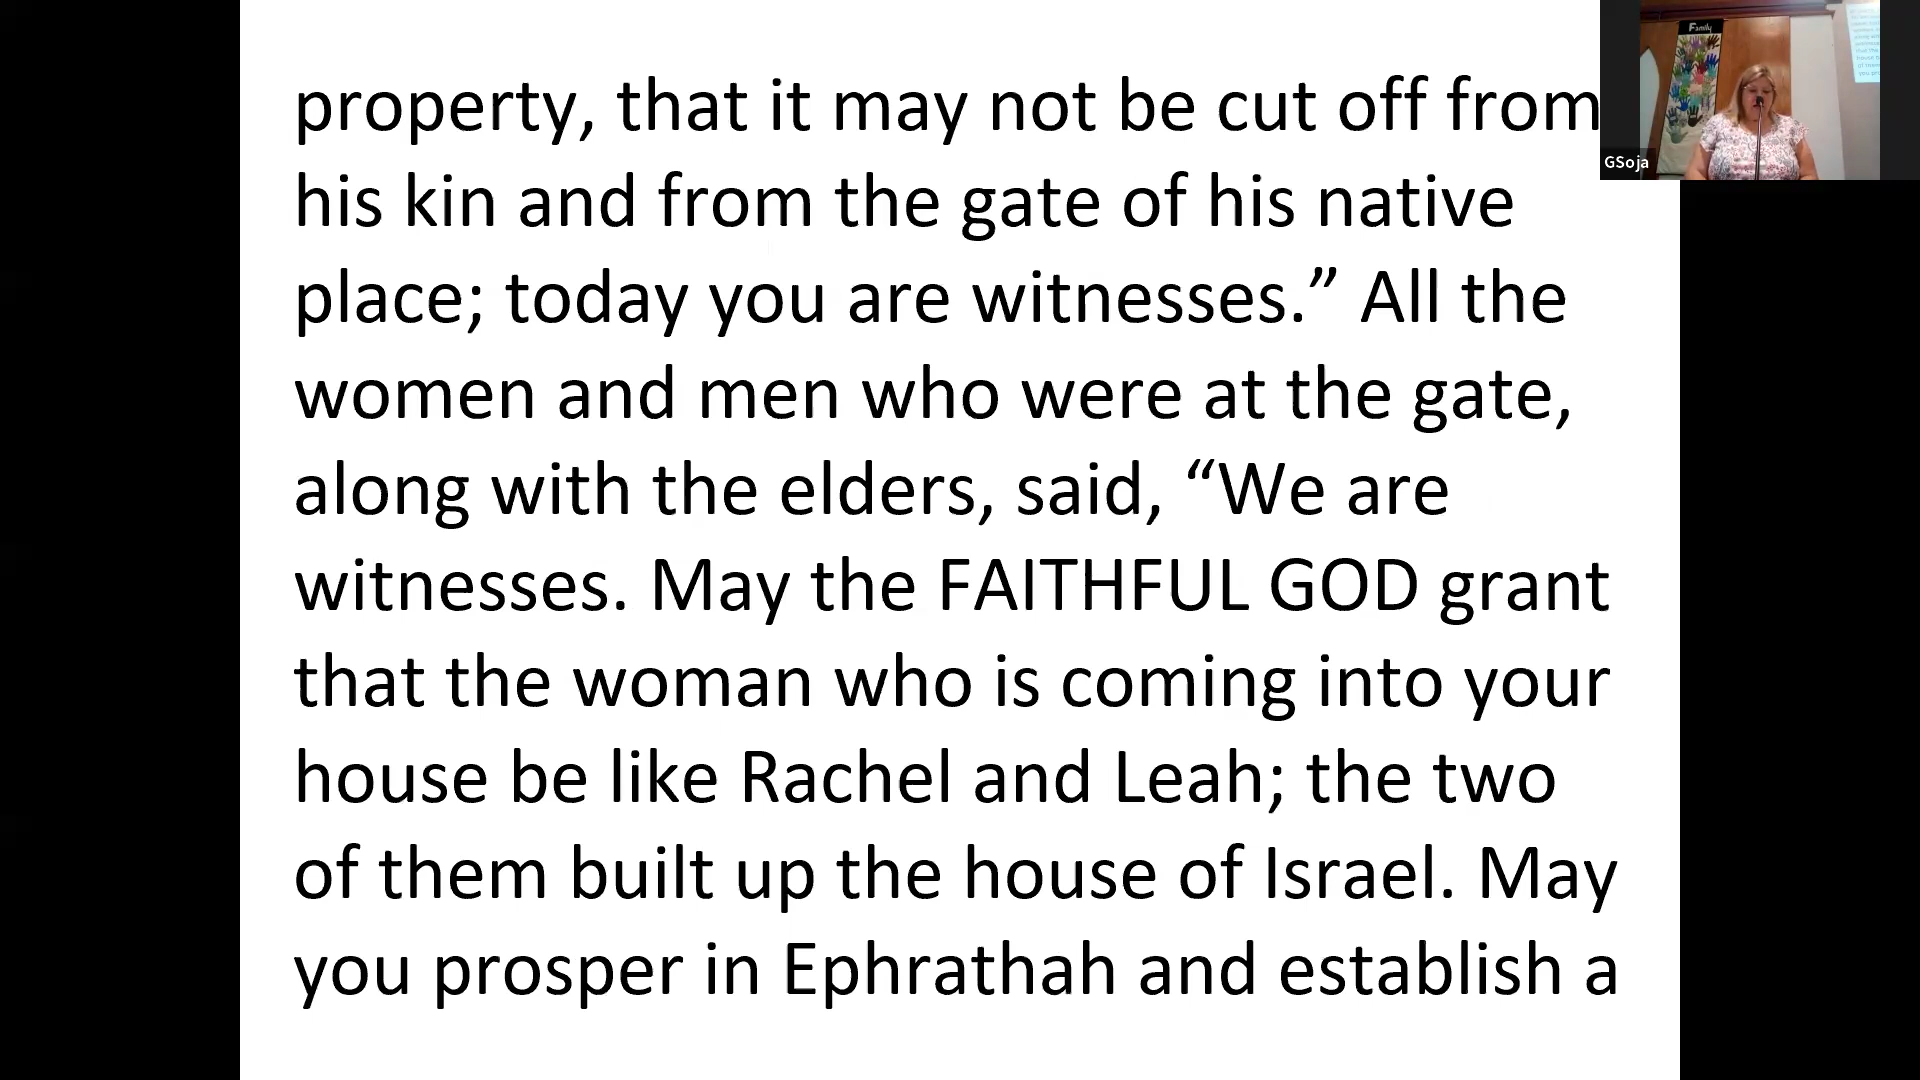 property, that it may not be cut off from
his kin and from the gate of his native
place; today you are witnesses.” All the
women and men who were at the gate,
along with the elders, said, “We are
witnesses. May the FAITHFUL GOD grant
that the woman who is coming into your
house be like Rachel and Leah; the two
of them built up the house of Israel. May
you prosper in Ephrathah and establish a
Family
GSoja